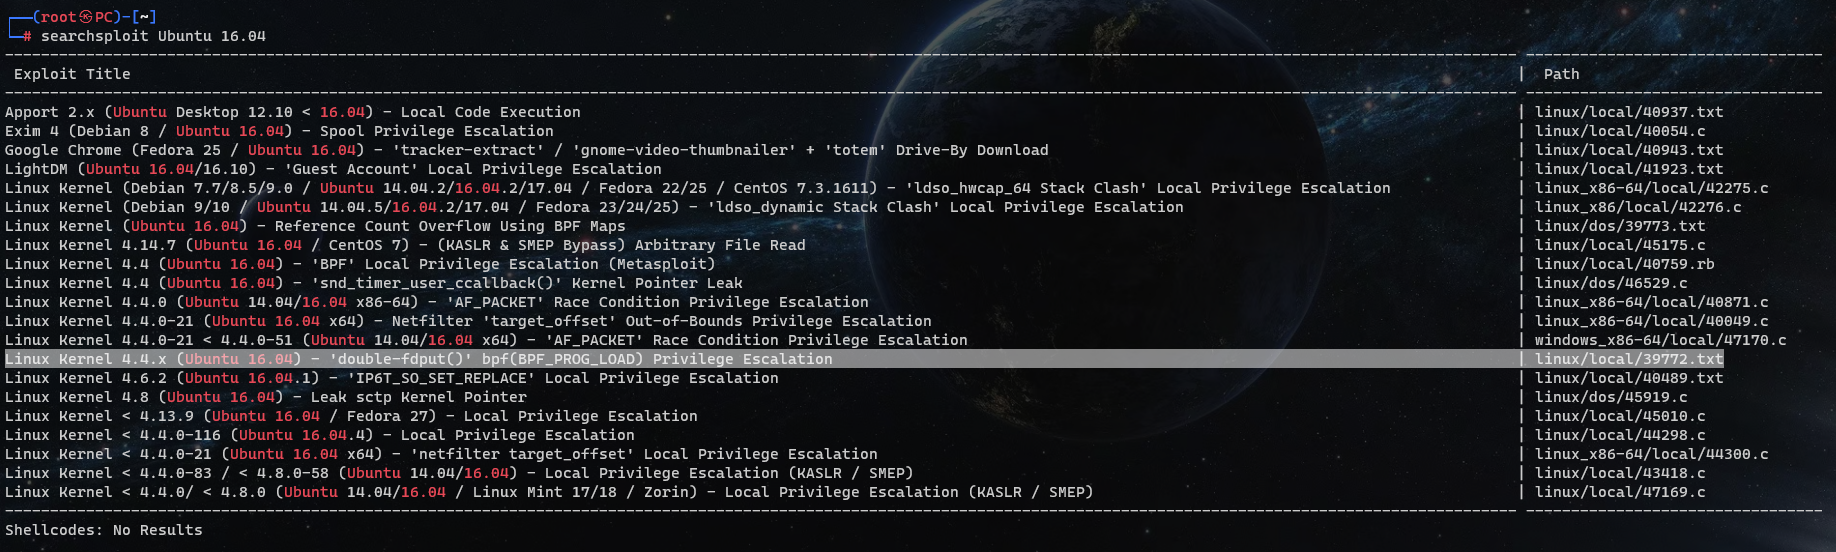 ┌──(root㉿PC)-[~]
└─# searchsploit Ubuntu 16.04
Exploit Title | Path
Apport 2.x (Ubuntu Desktop 12.10 < 16.04) - Local Code Execution | linux/local/40937.txt
Exim 4 (Debian 8 / Ubuntu 16.04) - Spool Privilege Escalation | linux/local/40054.c
Google Chrome (Fedora 25 / Ubuntu 16.04) - 'tracker-extract' / 'gnome-video-thumbnailer' + 'totem' Drive-By Download | linux/local/40943.txt
LightDM (Ubuntu 16.04/16.10) - 'Guest Account' Local Privilege Escalation | linux/local/41923.txt
Linux Kernel (Debian 7.7/8.5/9.0 / Ubuntu 14.04.2/16.04.2/17.04 / Fedora 22/25 / CentOS 7.3.1611) - 'ldso_hwcap_64 Stack Clash' Local Privilege Escalation | linux_x86-64/local/42275.c
Linux Kernel (Debian 9/10 / Ubuntu 14.04.5/16.04.2/17.04 / Fedora 23/24/25) - 'ldso_dynamic Stack Clash' Local Privilege Escalation | linux_x86/local/42276.c
Linux Kernel (Ubuntu 16.04) - Reference Count Overflow Using BPF Maps | linux/dos/39773.txt
Linux Kernel 4.14.7 (Ubuntu 16.04 / CentOS 7) - (KASLR & SMEP Bypass) Arbitrary File Read | linux/local/45175.c
Linux Kernel 4.4 (Ubuntu 16.04) - 'BPF' Local Privilege Escalation (Metasploit) | linux/local/40759.rb
Linux Kernel 4.4 (Ubuntu 16.04) - 'snd_timer_user_ccallback()' Kernel Pointer Leak | linux/dos/46529.c
Linux Kernel 4.4.0 (Ubuntu 14.04/16.04 x86-64) - 'AF_PACKET' Race Condition Privilege Escalation | linux_x86-64/local/40871.c
Linux Kernel 4.4.0-21 (Ubuntu 16.04 x64) - Netfilter 'target_offset' Out-of-Bounds Privilege Escalation | linux_x86-64/local/40049.c
Linux Kernel 4.4.0-21 < 4.4.0-51 (Ubuntu 14.04/16.04 x64) - 'AF_PACKET' Race Condition Privilege Escalation | windows_x86-64/local/47170.c
Linux Kernel 4.4.x (Ubuntu 16.04) - 'double-fdput()' bpf(BPF_PROG_LOAD) Privilege Escalation | linux/local/39772.txt
Linux Kernel 4.6.2 (Ubuntu 16.04.1) - 'IP6T_SO_SET_REPLACE' Local Privilege Escalation | linux/local/40489.txt
Linux Kernel 4.8 (Ubuntu 16.04) - Leak sctp Kernel Pointer | linux/dos/45919.c
Linux Kernel < 4.13.9 (Ubuntu 16.04 / Fedora 27) - Local Privilege Escalation | linux/local/45010.c
Linux Kernel < 4.4.0-116 (Ubuntu 16.04.4) - Local Privilege Escalation | linux/local/44298.c
Linux Kernel < 4.4.0-21 (Ubuntu 16.04 x64) - 'netfilter target_offset' Local Privilege Escalation | linux_x86-64/local/44300.c
Linux Kernel < 4.4.0-83 / < 4.8.0-58 (Ubuntu 14.04/16.04) - Local Privilege Escalation (KASLR / SMEP) | linux/local/43418.c
Linux Kernel < 4.4.0/ < 4.8.0 (Ubuntu 14.04/16.04 / Linux Mint 17/18 / Zorin) - Local Privilege Escalation (KASLR / SMEP) | linux/local/47169.c
Shellcodes: No Results